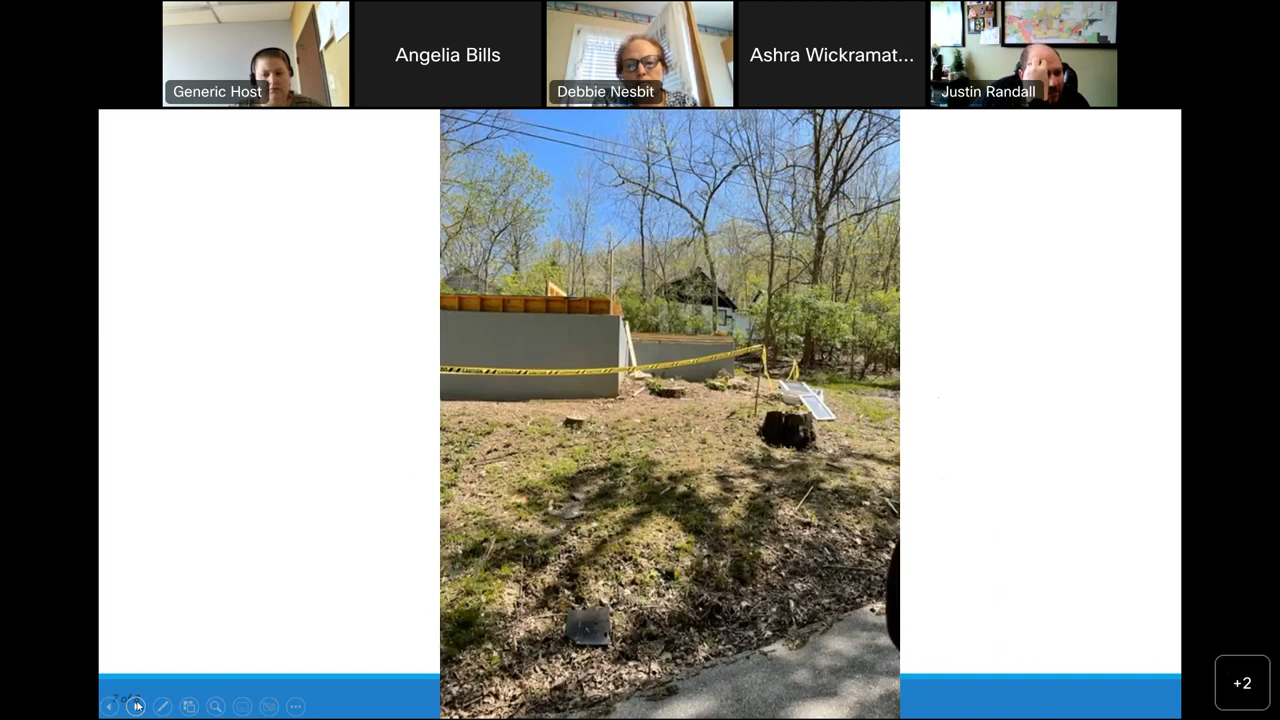 Generic Host
Angelia Bills
Debbie Nesbit
Ashra Wickramat...
Justin Randall
+2